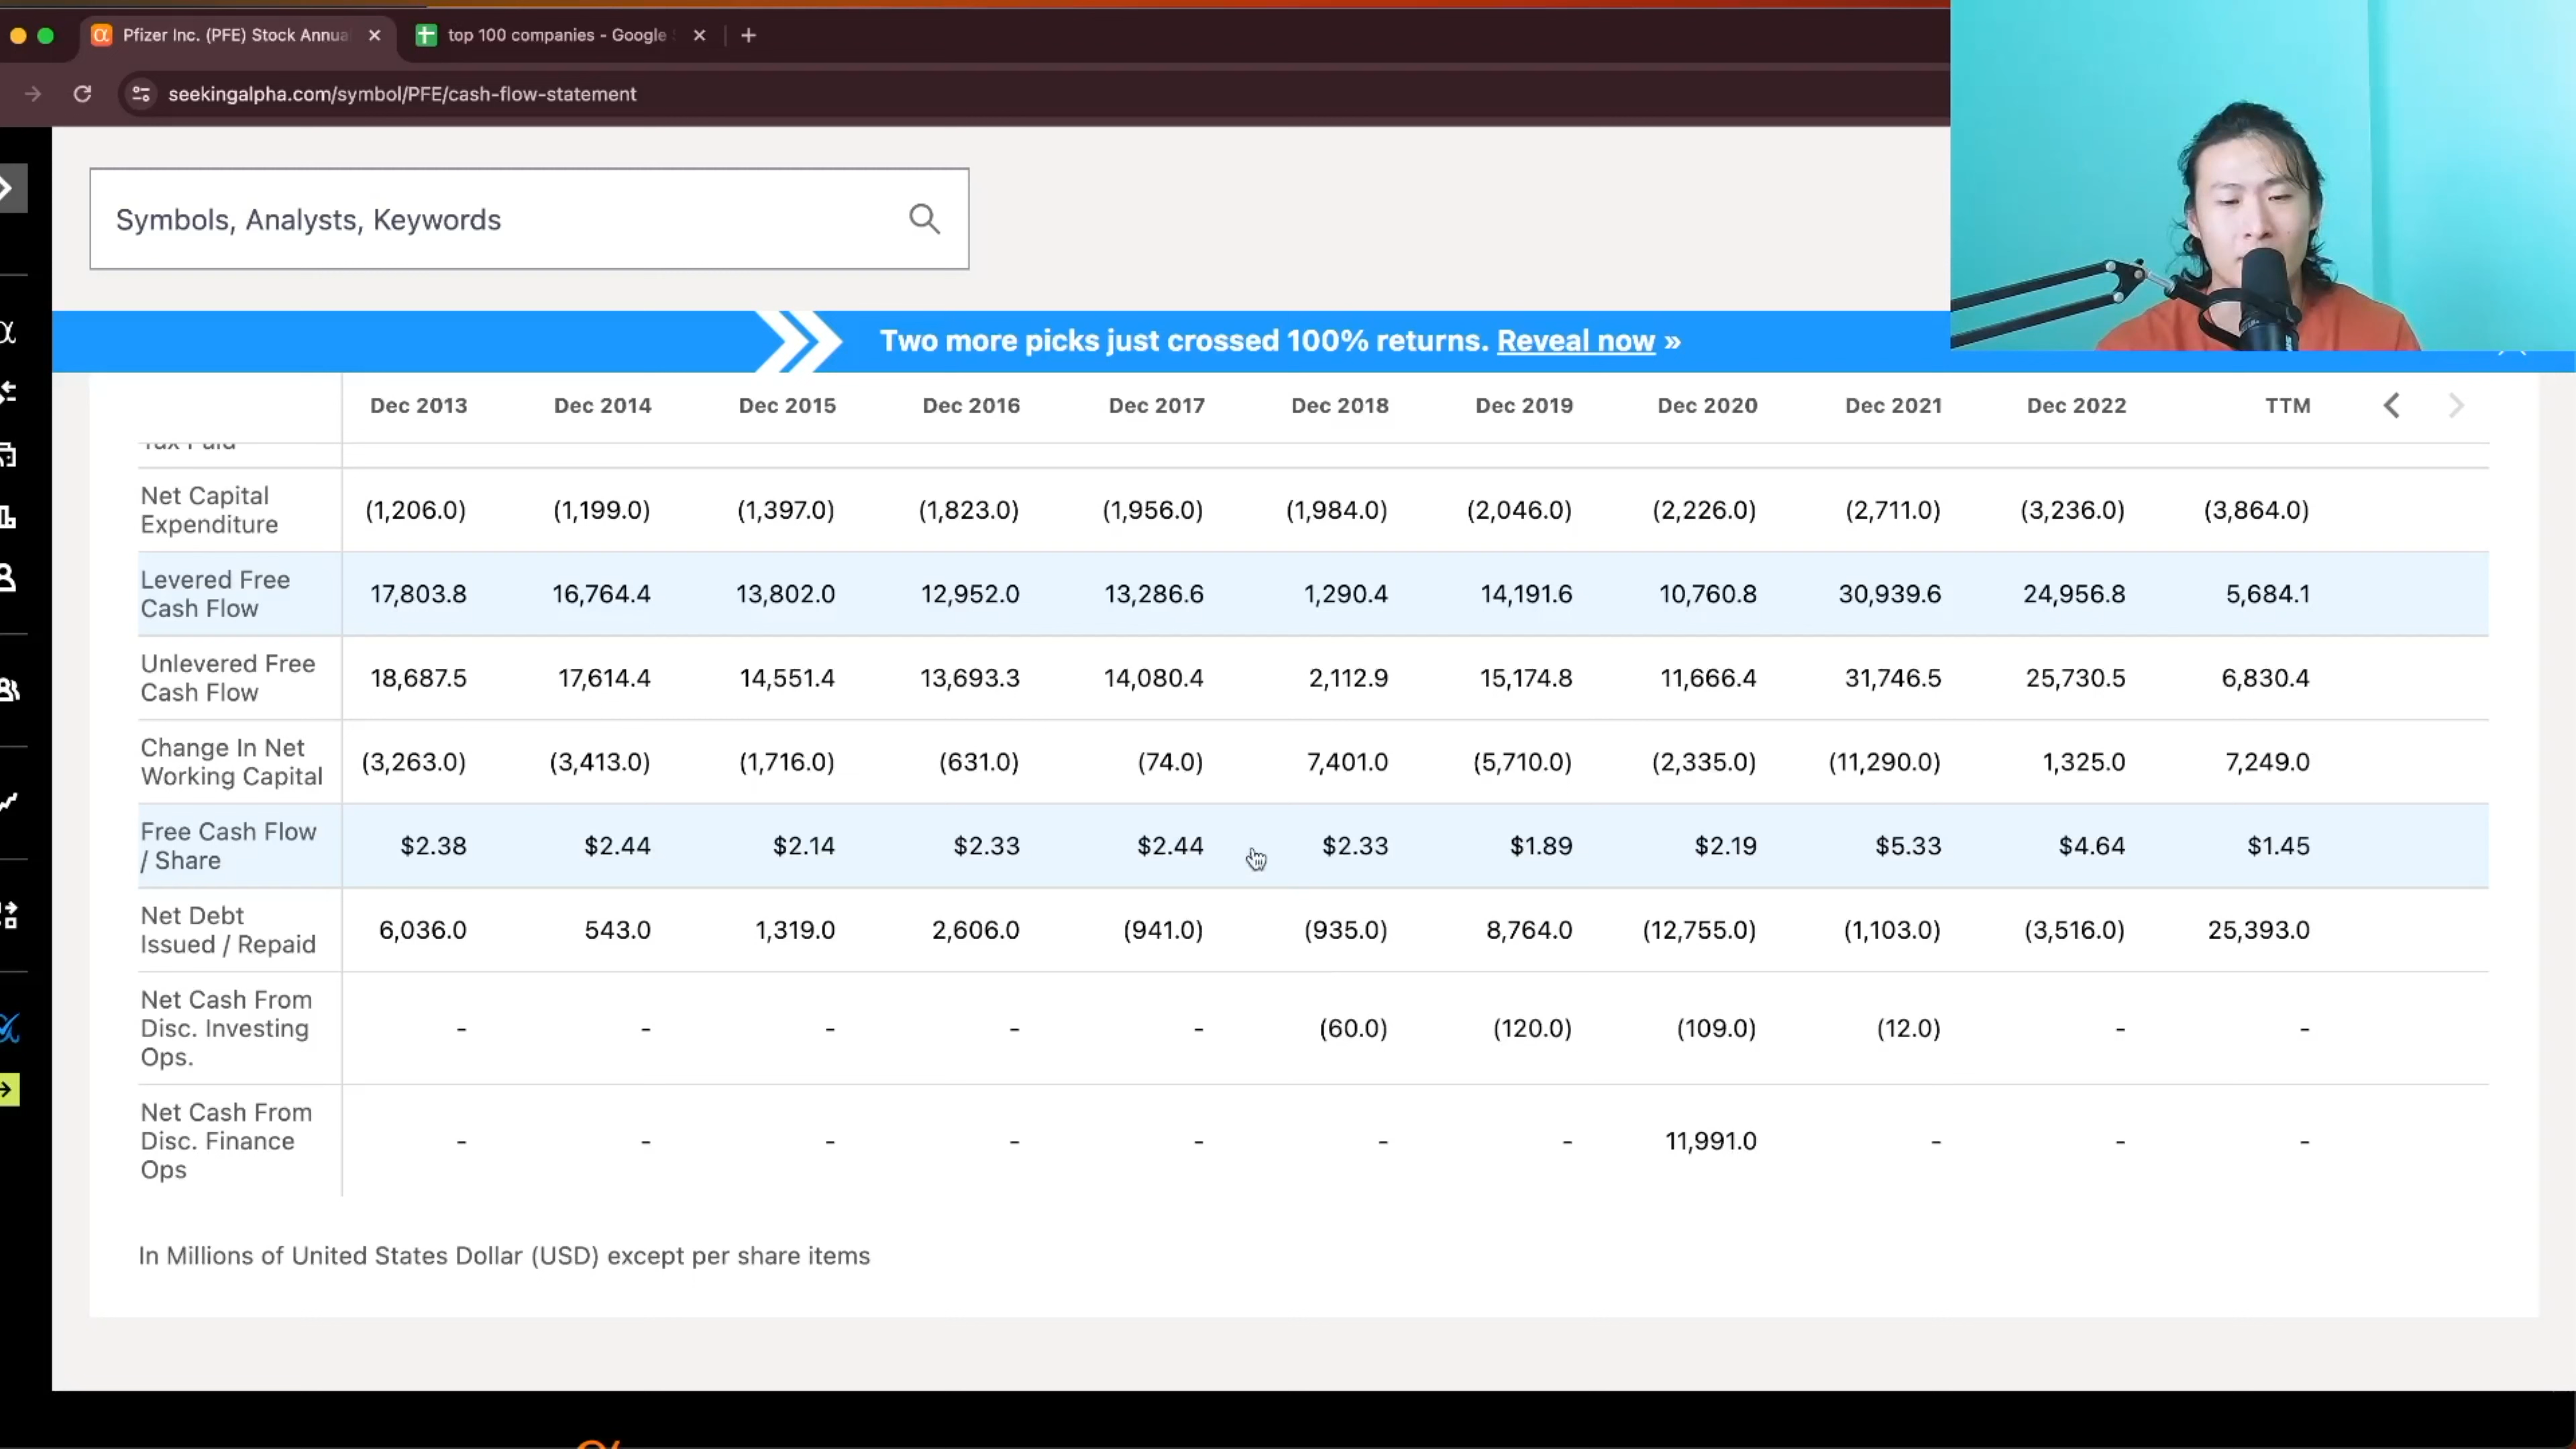 Pfizer Inc. (PFE) Stock Annua
top 100 companies - Google
seekingalpha.com/symbol/PFE/cash-flow-statement
Symbols, Analysts, Keywords
Two more picks just crossed 100% returns. Reveal now »
Dec 2013 Dec 2014 Dec 2015 Dec 2016 Dec 2017 Dec 2018 Dec 2019 Dec 2020 Dec 2021 Dec 2022 TTM
Tax Paid
Net Capital
Expenditure
(1,206.0) (1,199.0) (1,397.0) (1,823.0) (1,956.0) (1,984.0) (2,046.0) (2,226.0) (2,711.0) (3,236.0) (3,864.0)
Levered Free
Cash Flow
17,803.8 16,764.4 13,802.0 12,952.0 13,286.6 1,290.4 14,191.6 10,760.8 30,939.6 24,956.8 5,684.1
Unlevered Free
Cash Flow
18,687.5 17,614.4 14,551.4 13,693.3 14,080.4 2,112.9 15,174.8 11,666.4 31,746.5 25,730.5 6,830.4
Change In Net
Working Capital
(3,263.0) (3,413.0) (1,716.0) (631.0) (74.0) 7,401.0 (5,710.0) (2,335.0) (11,290.0) 1,325.0 7,249.0
Free Cash Flow
/ Share
$2.38 $2.44 $2.14 $2.33 $2.44 $2.33 $1.89 $2.19 $5.33 $4.64 $1.45
Net Debt
Issued / Repaid
6,036.0 543.0 1,319.0 2,606.0 (941.0) (935.0) 8,764.0 (12,755.0) (1,103.0) (3,516.0) 25,393.0
Net Cash From
Disc. Investing
Ops.
- - - - - (60.0) (120.0) (109.0) (12.0) - -
Net Cash From
Disc. Finance
Ops
- - - - - - - 11,991.0 - - -
In Millions of United States Dollar (USD) except per share items